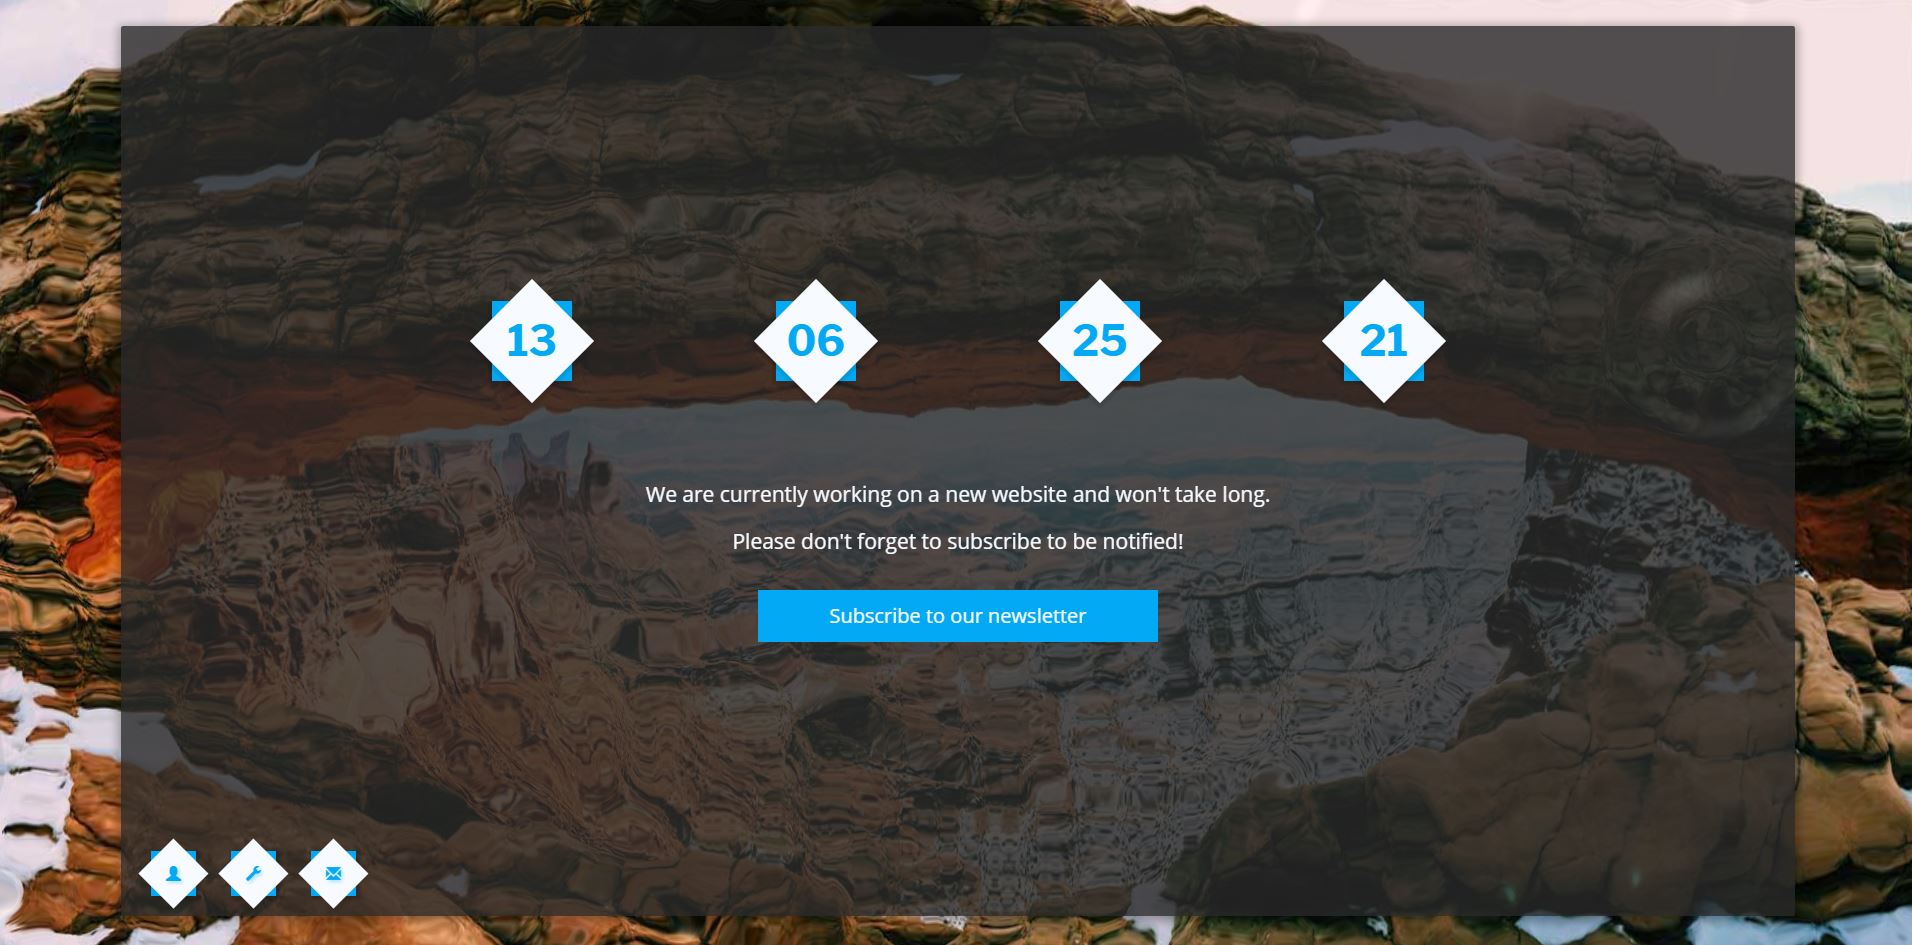 13 06 25 21
We are currently working on a new website and won't take long.
Please don't forget to subscribe to be notified!
Subscribe to our newsletter